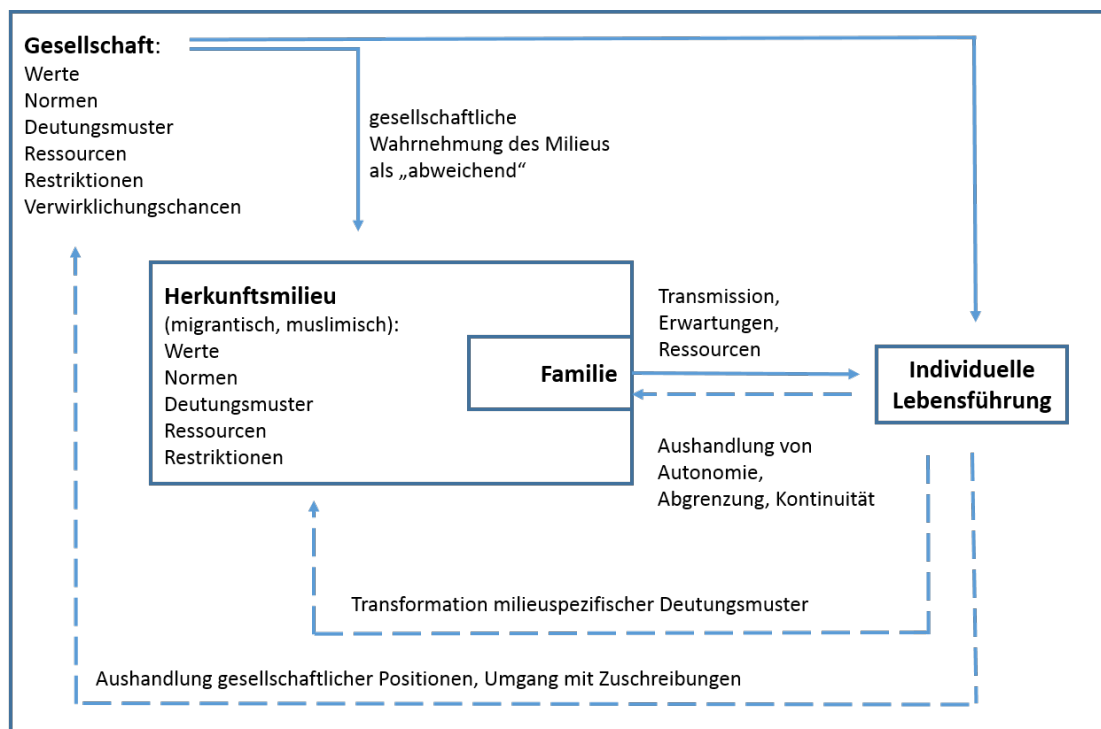 Gesellschaft:
Werte
Normen
Deutungsmuster
Ressourcen
Restriktionen
Verwirklichungschancen
gesellschaftliche
Wahrnehmung des Milieus
als „abweichend“
Herkunftsmilieu
(migrantisch, muslimisch):
Werte
Normen
Deutungsmuster
Ressourcen
Restriktionen
Familie
Transmission,
Erwartungen,
Ressourcen
Individuelle
Lebensführung
Aushandlung von
Autonomie,
Abgrenzung, Kontinuität
Transformation milieuspezifischer Deutungsmuster
Aushandlung gesellschaftlicher Positionen, Umgang mit Zuschreibungen